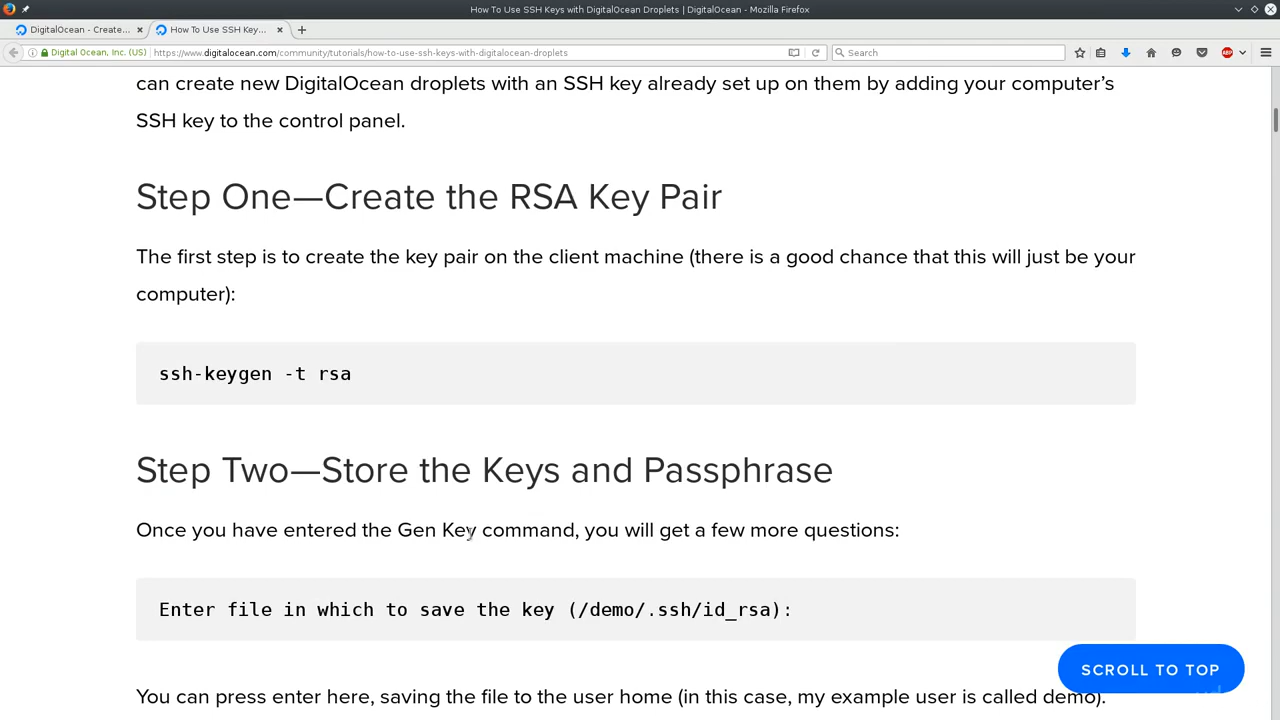 How To Use SSH Keys with DigitalOcean Droplets | DigitalOcean - Mozilla Firefox
DigitalOcean - Create...
How To Use SSH Key...
Digital Ocean, Inc. (US)
https://www.digitalocean.com/community/tutorials/how-to-use-ssh-keys-with-digitalocean-droplets
Search
ABP
can create new DigitalOcean droplets with an SSH key already set up on them by adding your computer’s
SSH key to the control panel.
Step One—Create the RSA Key Pair
The first step is to create the key pair on the client machine (there is a good chance that this will just be your
computer):
ssh-keygen -t rsa
Step Two—Store the Keys and Passphrase
Once you have entered the Gen Key command, you will get a few more questions:
Enter file in which to save the key (/demo/.ssh/id_rsa):
SCROLL TO TOP
You can press enter here, saving the file to the user home (in this case, my example user is called demo).